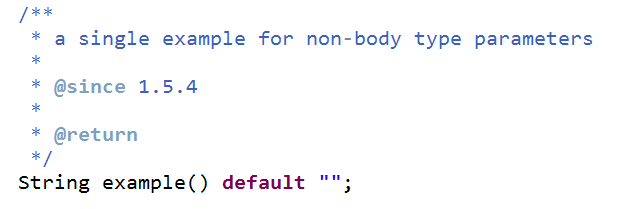 /**
 * a single example for non-body type parameters
 *
 * @since 1.5.4
 *
 * @return
 */
String example() default "";